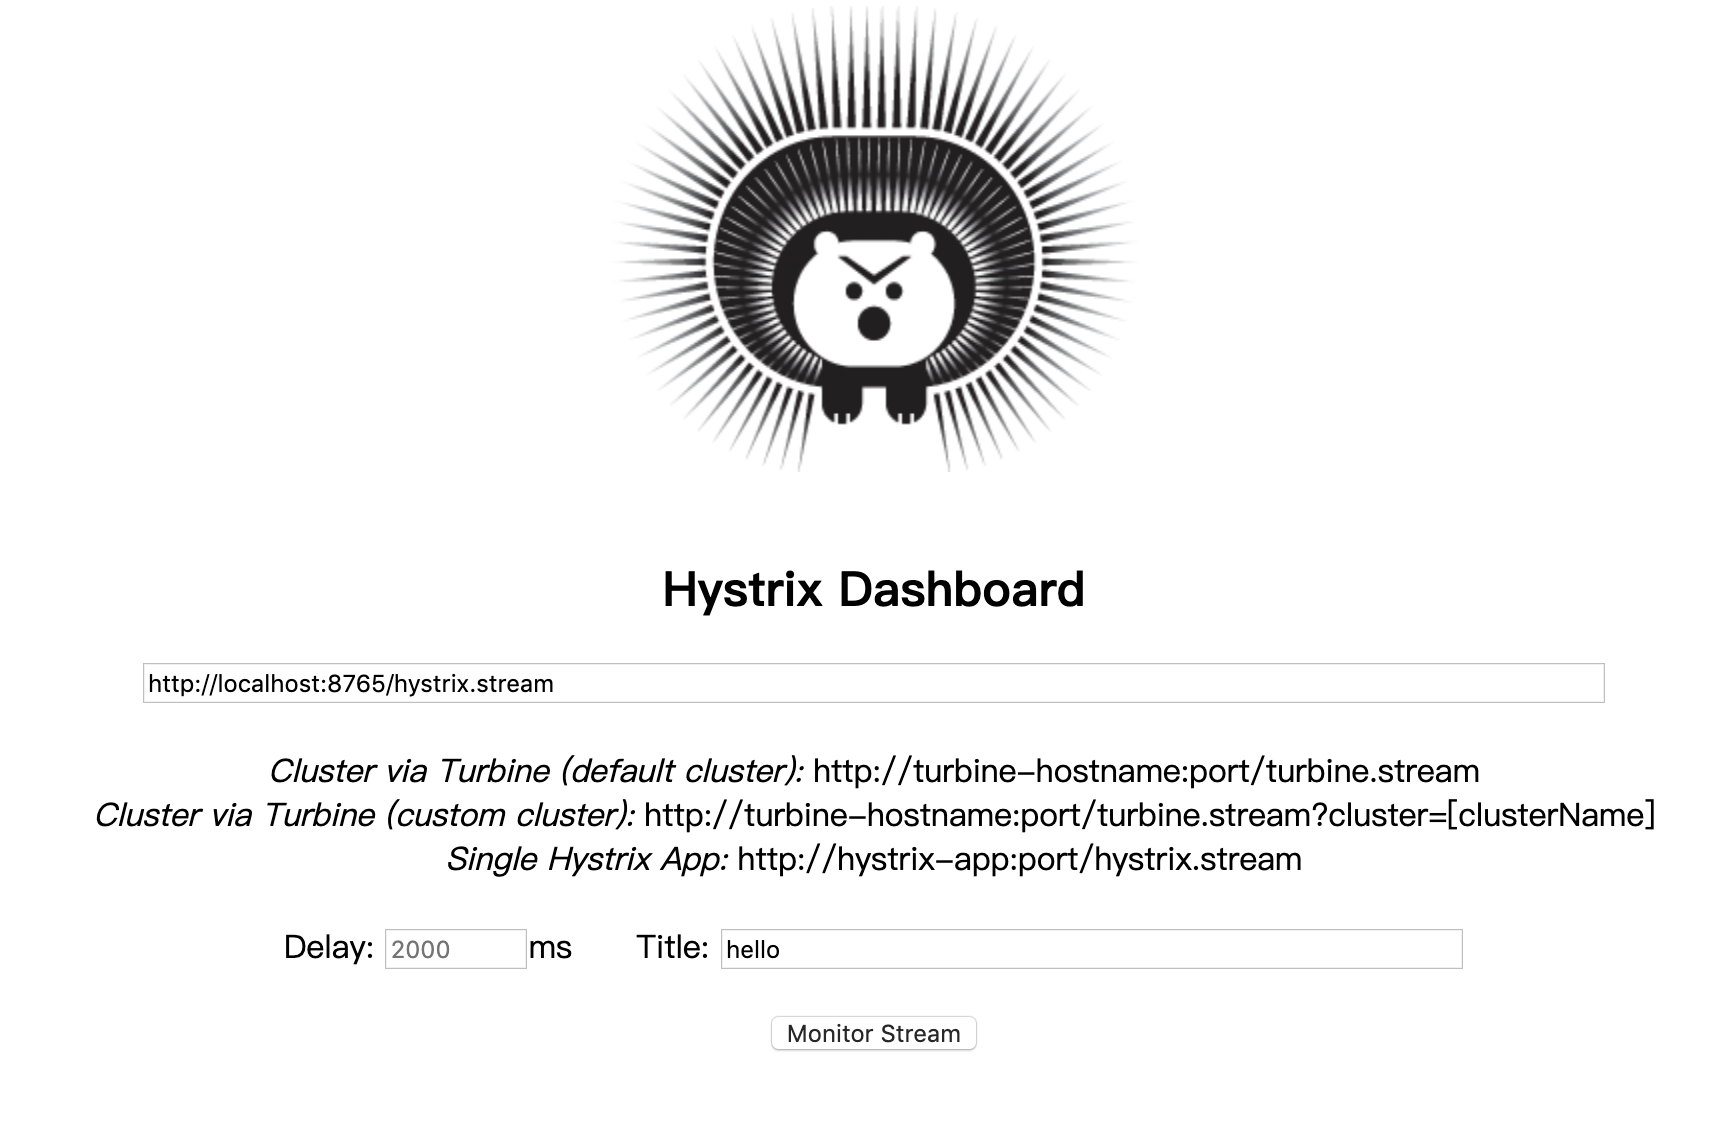 Hystrix Dashboard
http://localhost:8765/hystrix.stream
Cluster via Turbine (default cluster): http://turbine-hostname:port/turbine.stream
Cluster via Turbine (custom cluster): http://turbine-hostname:port/turbine.stream?cluster=[clusterName]
Single Hystrix App: http://hystrix-app:port/hystrix.stream
Delay: 2000 ms Title: hello
Monitor Stream